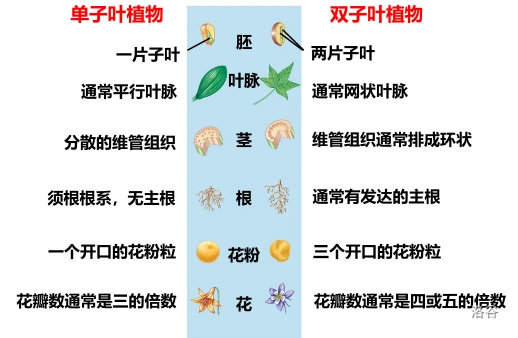 单子叶植物 双子叶植物
一片子叶 胚 两片子叶
通常平行叶脉 叶脉 通常网状叶脉
分散的维管组织 茎 维管组织通常排成环状
须根根系，无主根 根 通常有发达的主根
一个开口的花粉粒 花粉 三个开口的花粉粒
花瓣数通常是三的倍数 花 花瓣数通常是四或五的倍数
洛谷